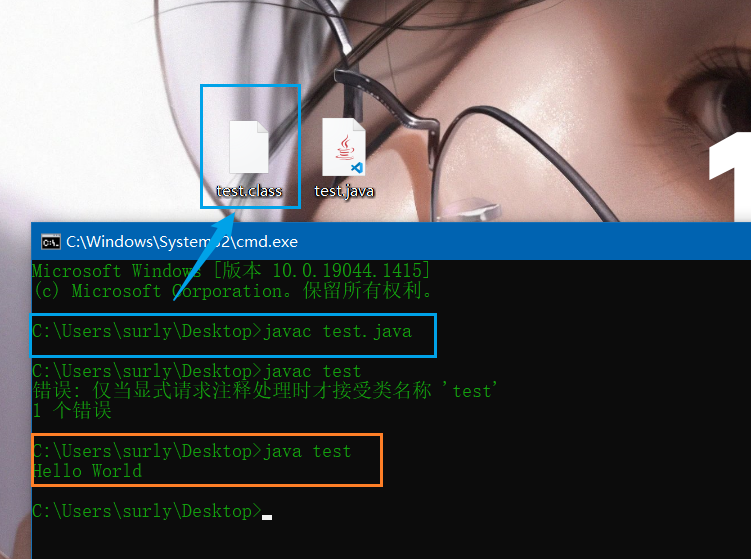 1
test.class
test.java
C:\Windows\System32\cmd.exe
Microsoft Windows [版本 10.0.19044.1415]
(c) Microsoft Corporation。保留所有权利。
C:\Users\surly\Desktop>javac test.java
C:\Users\surly\Desktop>javac test
错误: 仅当显式请求注释处理时才接受类名称 'test'
1 个错误
C:\Users\surly\Desktop>java test
Hello World
C:\Users\surly\Desktop>